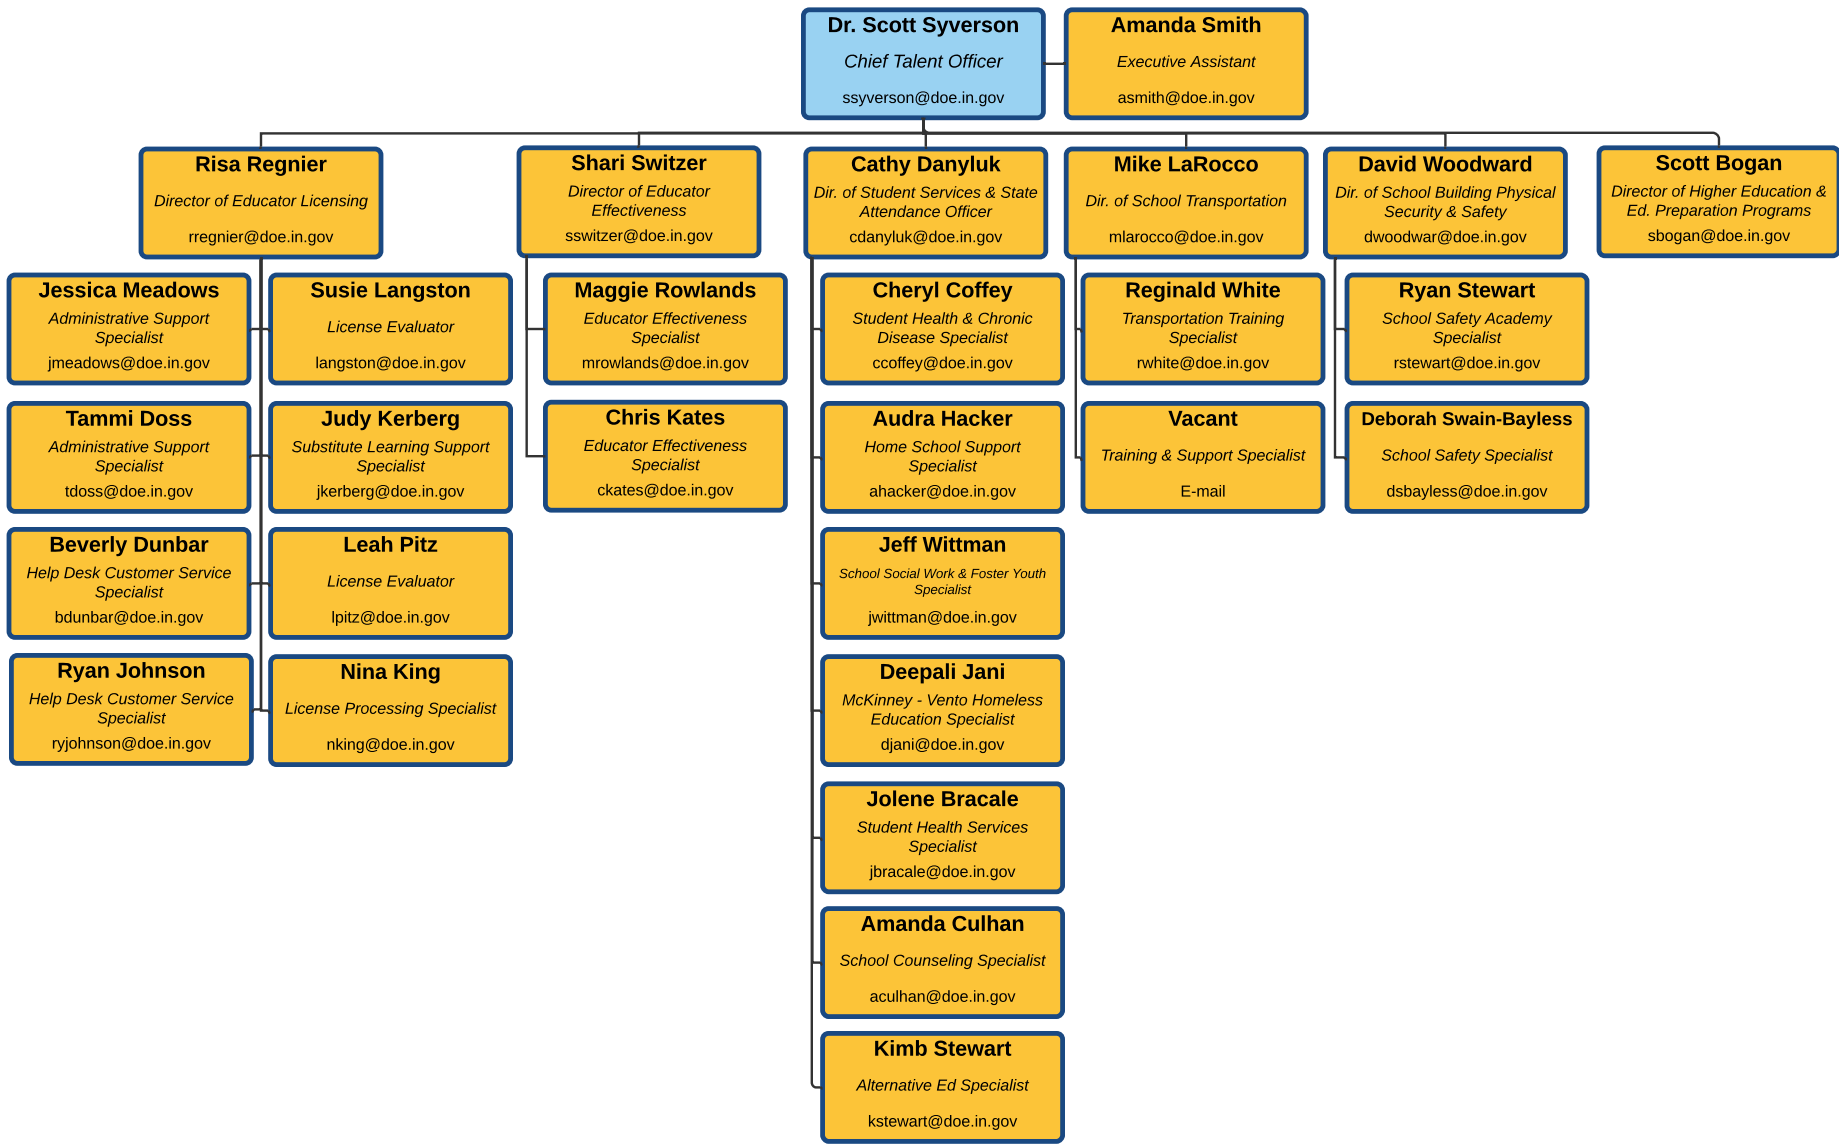 Dr. Scott Syverson
Chief Talent Officer
ssyverson@doe.in.gov
Amanda Smith
Executive Assistant
asmith@doe.in.gov
Risa Regnier
Director of Educator Licensing
rregnier@doe.in.gov
Shari Switzer
Director of Educator
Effectiveness
sswitzer@doe.in.gov
Cathy Danyluk
Dir. of Student Services & State
Attendance Officer
cdanyluk@doe.in.gov
Mike LaRocco
Dir. of School Transportation
mlarocco@doe.in.gov
David Woodward
Dir. of School Building Physical
Security & Safety
dwoodwar@doe.in.gov
Scott Bogan
Director of Higher Education &
Ed. Preparation Programs
sbogan@doe.in.gov
Jessica Meadows
Administrative Support
Specialist
jmeadows@doe.in.gov
Susie Langston
License Evaluator
langston@doe.in.gov
Maggie Rowlands
Educator Effectiveness
Specialist
mrowlands@doe.in.gov
Cheryl Coffey
Student Health & Chronic
Disease Specialist
ccoffey@doe.in.gov
Reginald White
Transportation Training
Specialist
rwhite@doe.in.gov
Ryan Stewart
School Safety Academy
Specialist
rstewart@doe.in.gov
Tammi Doss
Administrative Support
Specialist
tdoss@doe.in.gov
Judy Kerberg
Substitute Learning Support
Specialist
jkerberg@doe.in.gov
Chris Kates
Educator Effectiveness
Specialist
ckates@doe.in.gov
Audra Hacker
Home School Support
Specialist
ahacker@doe.in.gov
Vacant
Training & Support Specialist
E-mail
Deborah Swain-Bayless
School Safety Specialist
dsbayless@doe.in.gov
Beverly Dunbar
Help Desk Customer Service
Specialist
bdunbar@doe.in.gov
Leah Pitz
License Evaluator
lpitz@doe.in.gov
Jeff Wittman
School Social Work & Foster Youth
Specialist
jwittman@doe.in.gov
Ryan Johnson
Help Desk Customer Service
Specialist
ryjohnson@doe.in.gov
Nina King
License Processing Specialist
nking@doe.in.gov
Deepali Jani
McKinney - Vento Homeless
Education Specialist
djani@doe.in.gov
Jolene Bracale
Student Health Services
Specialist
jbracale@doe.in.gov
Amanda Culhan
School Counseling Specialist
aculhan@doe.in.gov
Kimb Stewart
Alternative Ed Specialist
kstewart@doe.in.gov